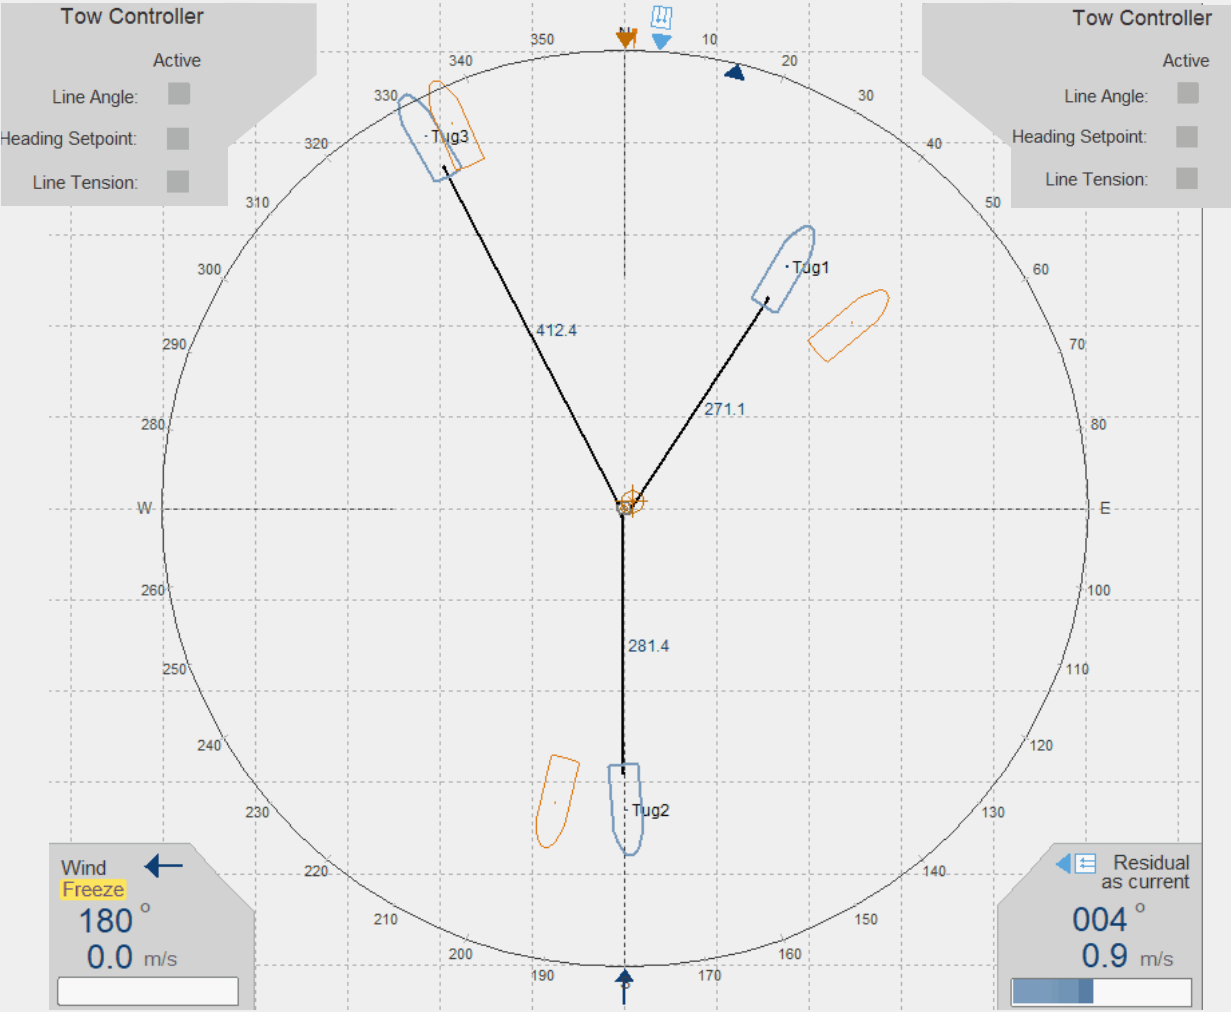 Tow Controller
Active
Line Angle:
Heading Setpoint:
Line Tension:
Tow Controller
Active
Line Angle:
Heading Setpoint:
Line Tension:
N
350
10
340
20
330
30
320
40
310
50
300
60
290
70
280
80
W
E
260
100
250
110
240
120
230
130
220
140
210
150
200
160
190
170
S
Tug3
Tug1
412.4
271.1
281.4
Tug2
Wind
Freeze
180 °
0.0 m/s
Residual
as current
004 °
0.9 m/s